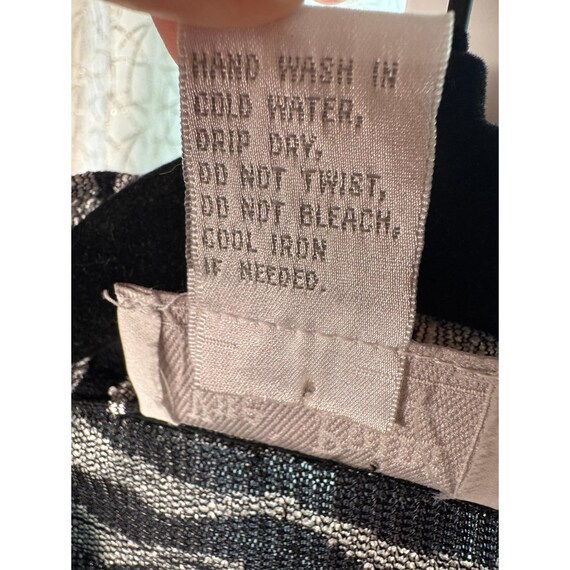 HAND WASH IN
COLD WATER,
DRIP DRY.
DO NOT TWIST,
DO NOT BLEACH,
COOL IRON
IF NEEDED.